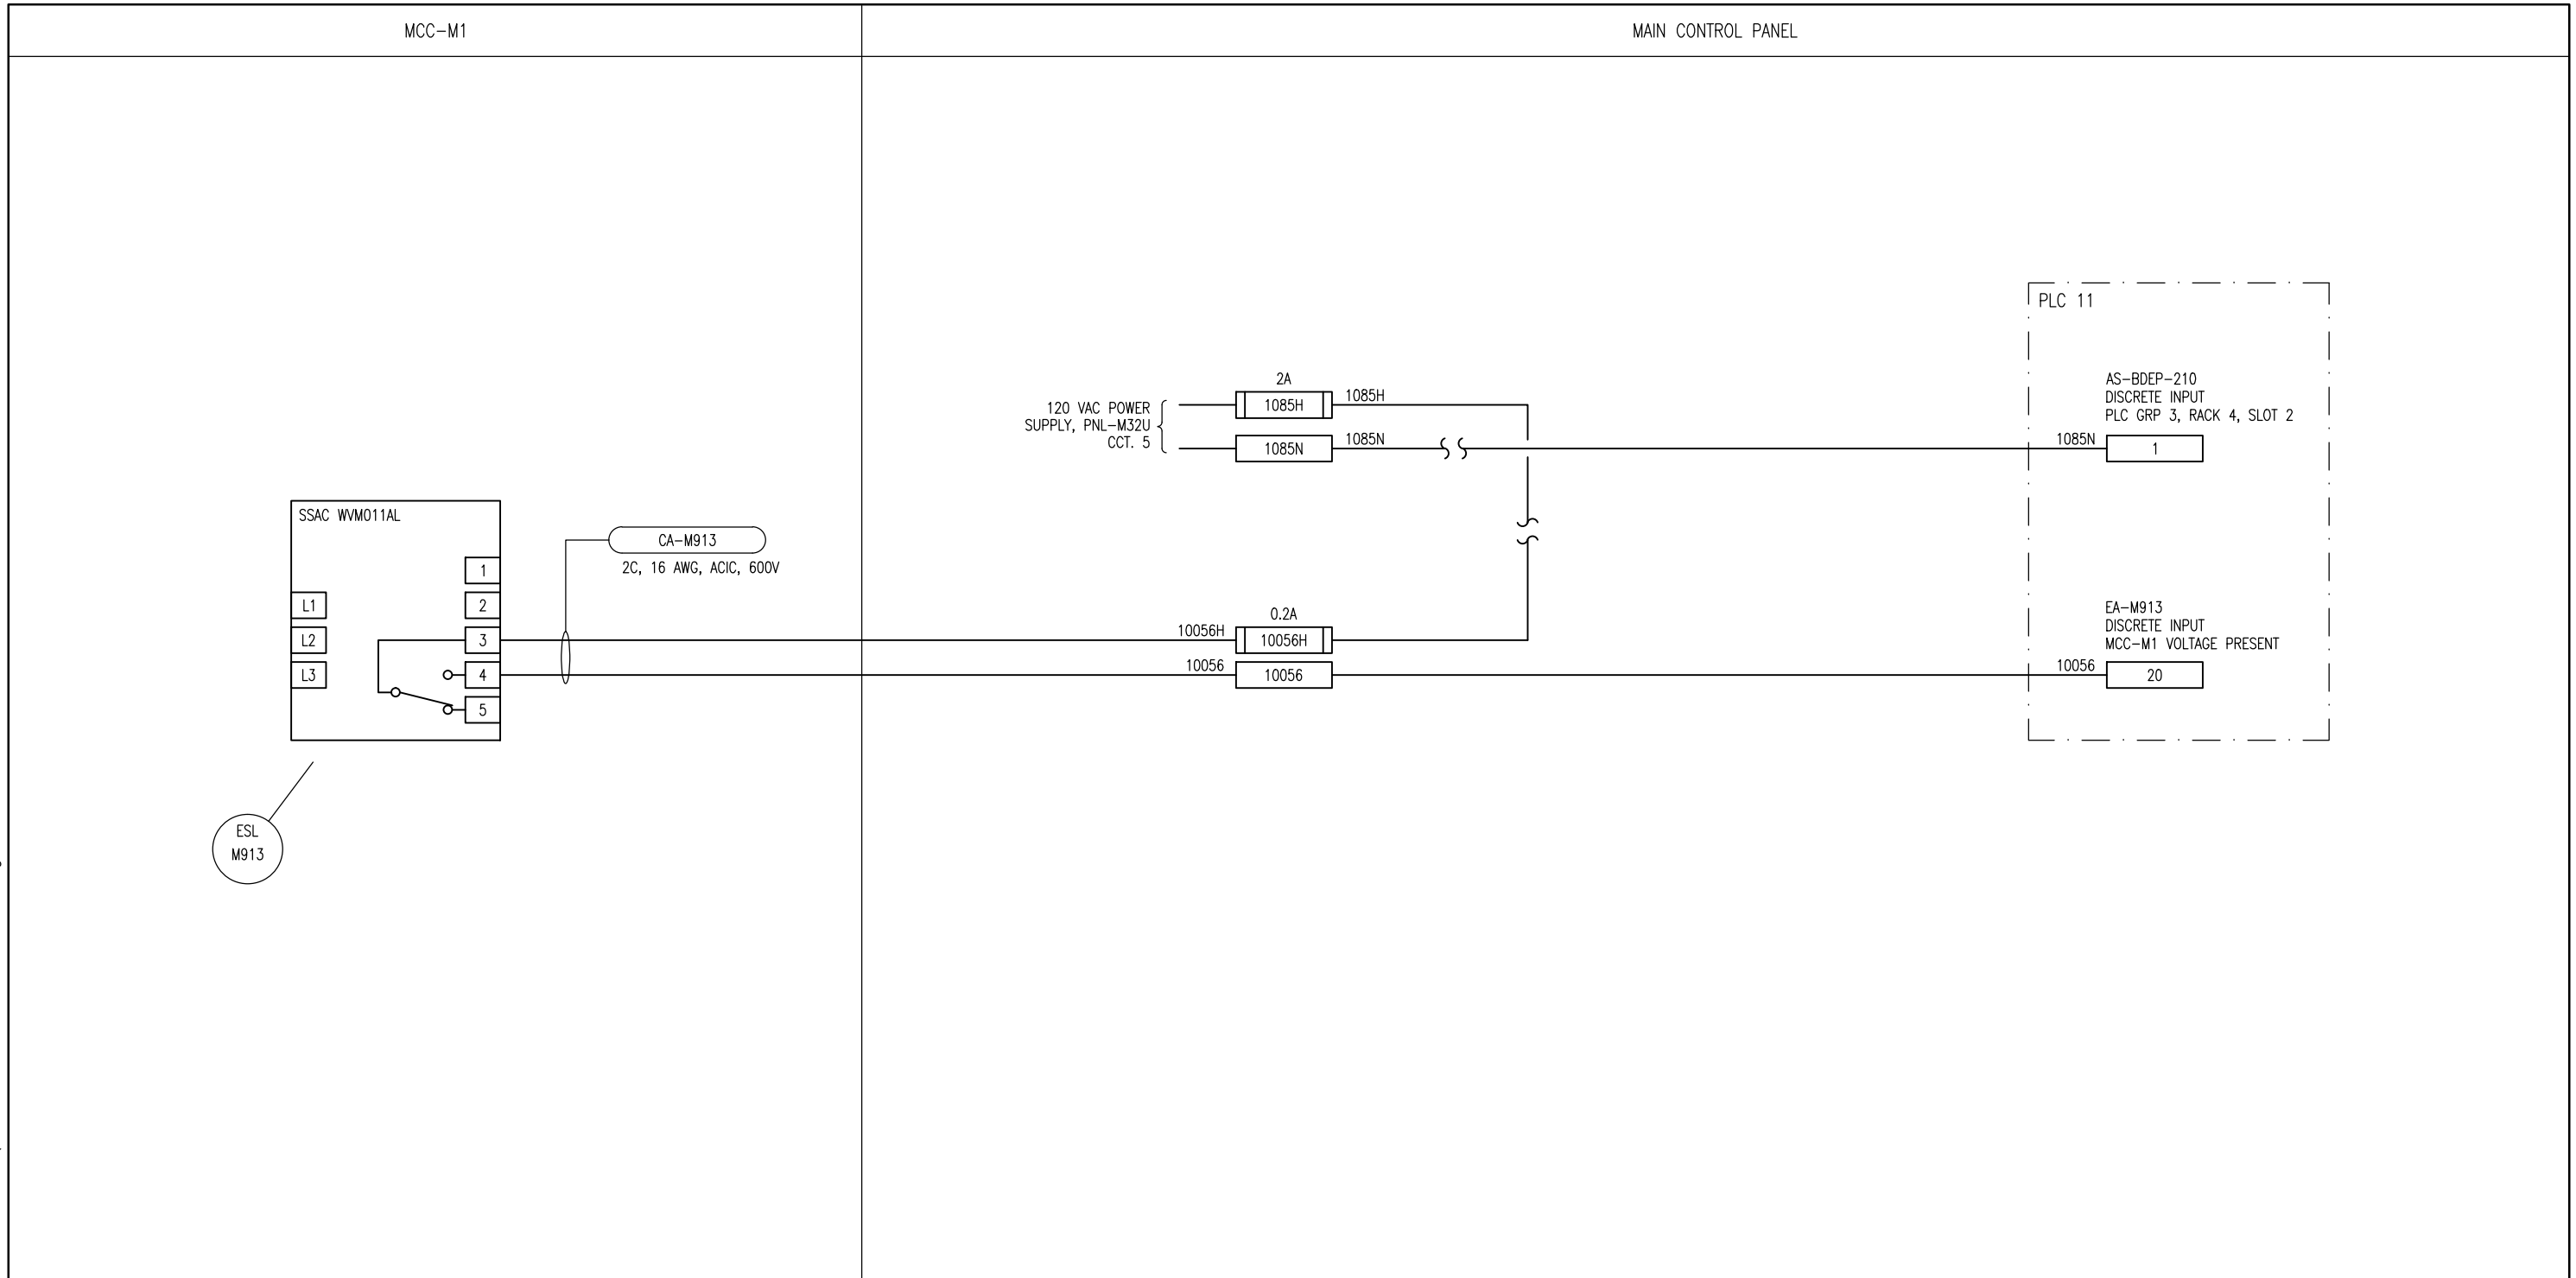 MCC-M1
MAIN CONTROL PANEL
PLC 11
2A
1085H
1085H
120 VAC POWER
SUPPLY, PNL-M32U
CCT. 5
1085N
1085N
AS-BDEP-210
DISCRETE INPUT
PLC GRP 3, RACK 4, SLOT 2
1085N
1
SSAC WVM011AL
CA-M913
2C, 16 AWG, ACIC, 600V
1
L1
2
L2
3
L3
4
5
0.2A
10056H
10056H
10056
10056
EA-M913
DISCRETE INPUT
MCC-M1 VOLTAGE PRESENT
10056
20
ESL
M913